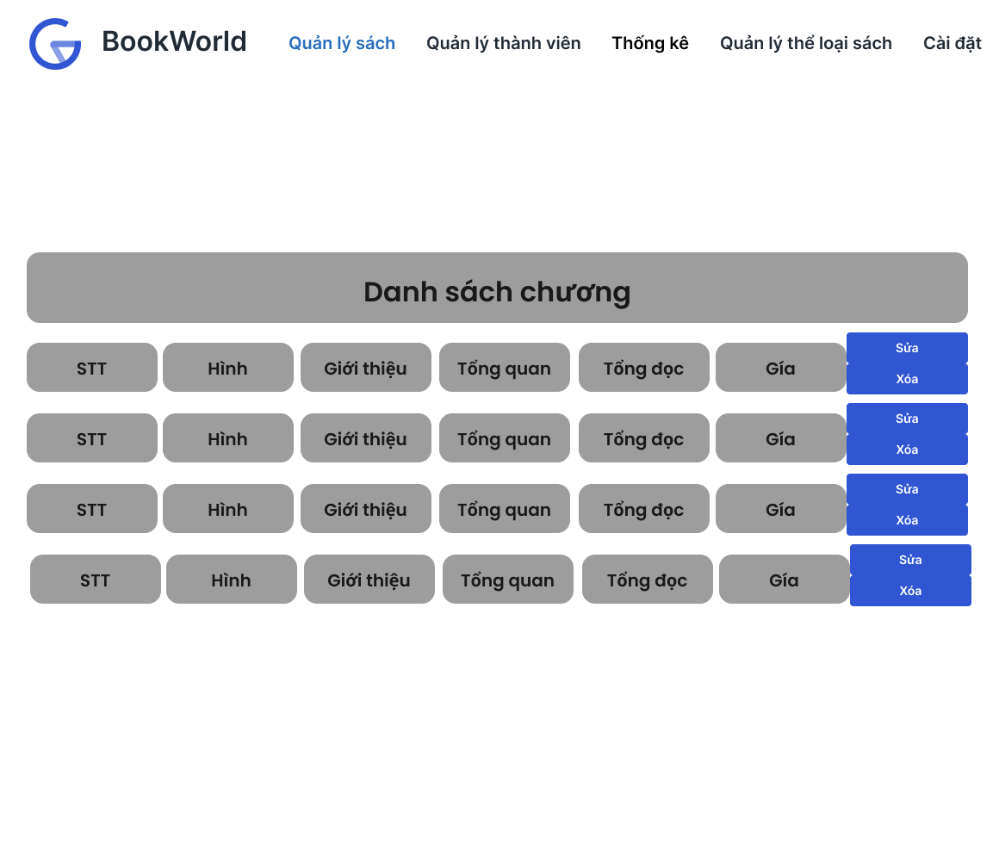 BookWorld Quản lý sách Quản lý thành viên Thống kê Quản lý thể loại sách Cài đặt
Danh sách chương
STT Hình Giới thiệu Tổng quan Tổng đọc Gía Sửa
Xóa
STT Hình Giới thiệu Tổng quan Tổng đọc Gía Sửa
Xóa
STT Hình Giới thiệu Tổng quan Tổng đọc Gía Sửa
Xóa
STT Hình Giới thiệu Tổng quan Tổng đọc Gía Sửa
Xóa